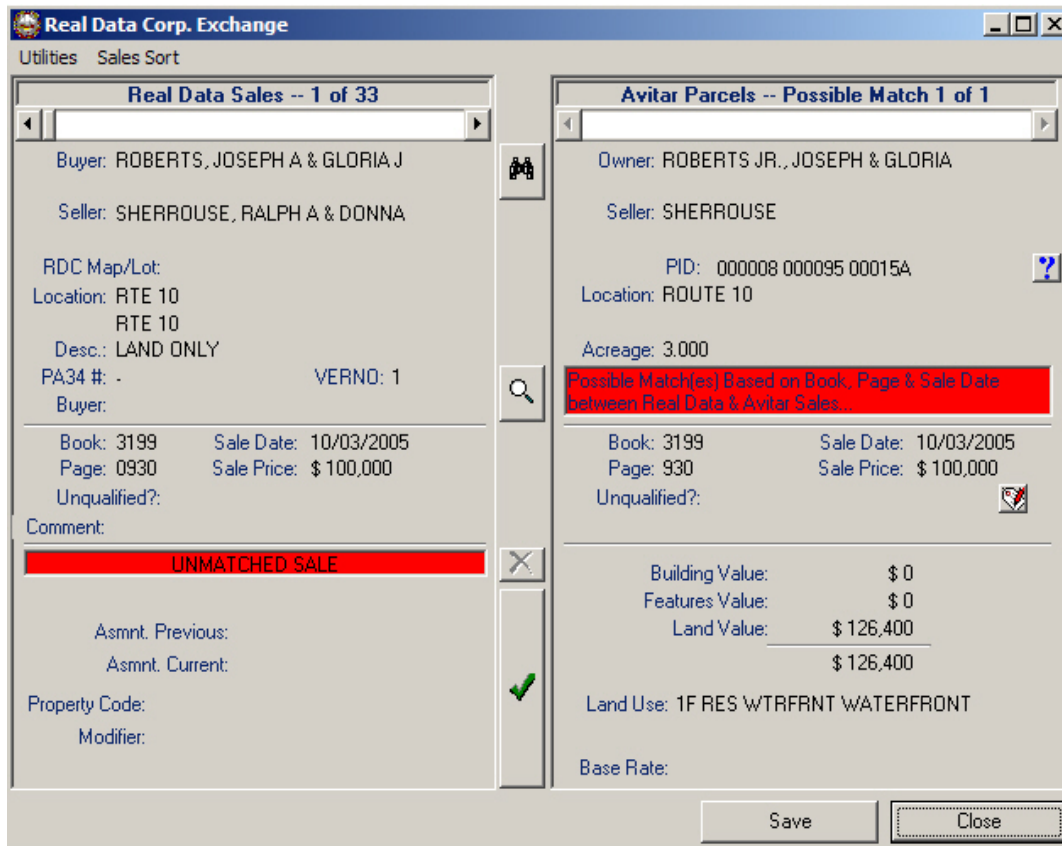 Real Data Corp. Exchange
Utilities Sales Sort
Real Data Sales -- 1 of 33
Buyer: ROBERTS, JOSEPH A & GLORIA J
Seller: SHERROUSE, RALPH A & DONNA
RDC Map/Lot:
Location: RTE 10
RTE 10
Desc.: LAND ONLY
PA34 #: - VERNO: 1
Buyer:
Book: 3199 Sale Date: 10/03/2005
Page: 0930 Sale Price: $ 100,000
Unqualified?:
Comment:
UNMATCHED SALE
Asmnt. Previous:
Asmnt. Current:
Property Code:
Modifier:
Avitar Parcels -- Possible Match 1 of 1
Owner: ROBERTS JR., JOSEPH & GLORIA
Seller: SHERROUSE
PID: 000008 000095 00015A
?
Location: ROUTE 10
Acreage: 3.000
Possible Match(es) Based on Book, Page & Sale Date
between Real Data & Avitar Sales...
Book: 3199 Sale Date: 10/03/2005
Page: 930 Sale Price: $ 100,000
Unqualified?:
Building Value: $ 0
Features Value: $ 0
Land Value: $ 126,400
$ 126,400
Land Use: 1F RES WTRFRNT WATERFRONT
Base Rate:
Save Close